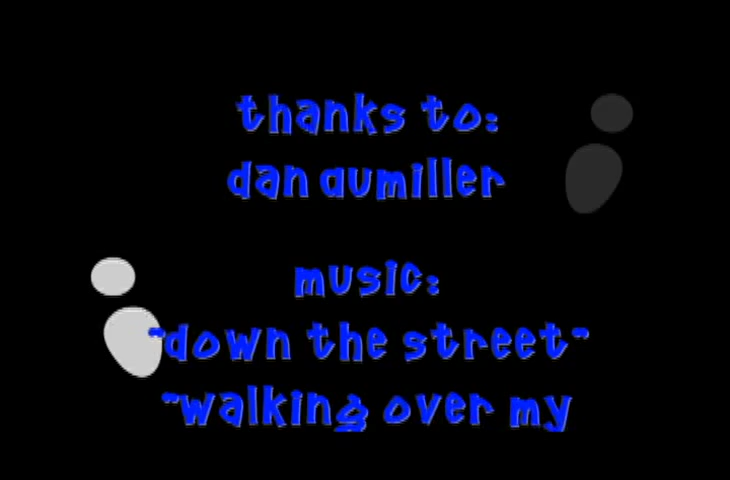 thanks to:
dan aumiller
music:
"down the street"
"walking over my